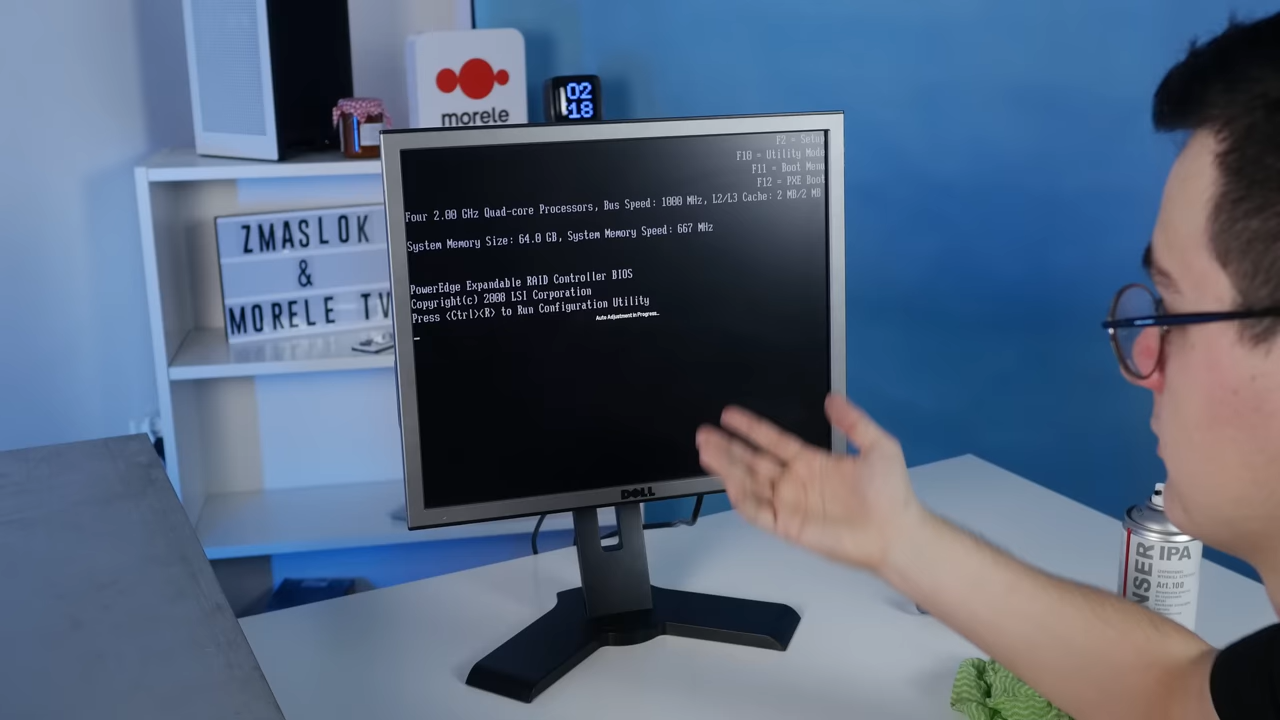 morele
02
18
ZMASLOK
&
MORELE TV
F2 = Setup
F10 = Utility Mode
F11 = Boot Menu
F12 = PXE Boot
Four 2.00 GHz Quad-core Processors, Bus Speed: 1000 MHz, L2/L3 Cache: 2 MB/2 MB
System Memory Size: 64.0 GB, System Memory Speed: 667 MHz
PowerEdge Expandable RAID Controller BIOS
Copyright(c) 2008 LSI Corporation
Press <Ctrl><R> to Run Configuration Utility
Auto Adjustment In Progress...
DELL
NSER IPA
Art.100